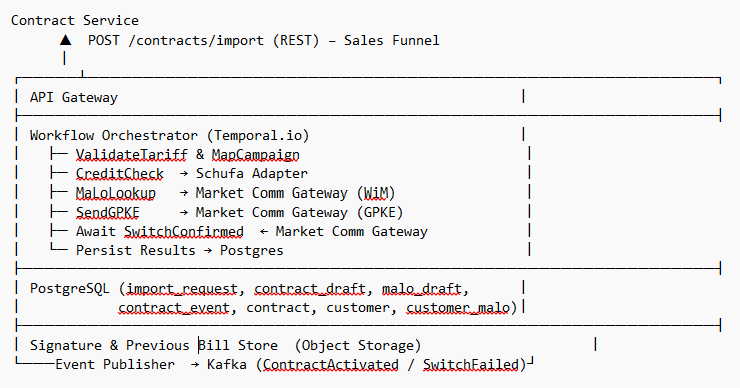 Contract Service
▲ POST /contracts/import (REST) – Sales Funnel
API Gateway
Workflow Orchestrator (Temporal.io)
├─ ValidateTariff & MapCampaign
├─ CreditCheck → Schufa Adapter
├─ MaLoLookup → Market Comm Gateway (WiM)
├─ SendGPKE → Market Comm Gateway (GPKE)
├─ Await SwitchConfirmed ← Market Comm Gateway
└─ Persist Results → Postgres
PostgreSQL (import_request, contract_draft, malo_draft,
contract_event, contract, customer, customer_malo)
Signature & Previous Bill Store (Object Storage)
Event Publisher → Kafka (ContractActivated / SwitchFailed)